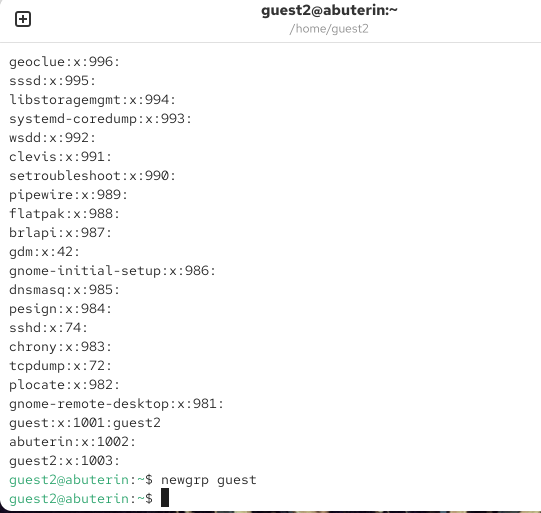 guest2@abuterin:~
/home/guest2
geoclue:x:996:
sssd:x:995:
libstoragemgmt:x:994:
systemd-coredump:x:993:
wsdd:x:992:
clevis:x:991:
setroubleshoot:x:990:
pipewire:x:989:
flatpak:x:988:
brlapi:x:987:
gdm:x:42:
gnome-initial-setup:x:986:
dnsmasq:x:985:
pesign:x:984:
sshd:x:74:
chrony:x:983:
tcpdump:x:72:
plocate:x:982:
gnome-remote-desktop:x:981:
guest:x:1001:guest2
abuterin:x:1002:
guest2:x:1003:
guest2@abuterin:~$ newgrp guest
guest2@abuterin:~$